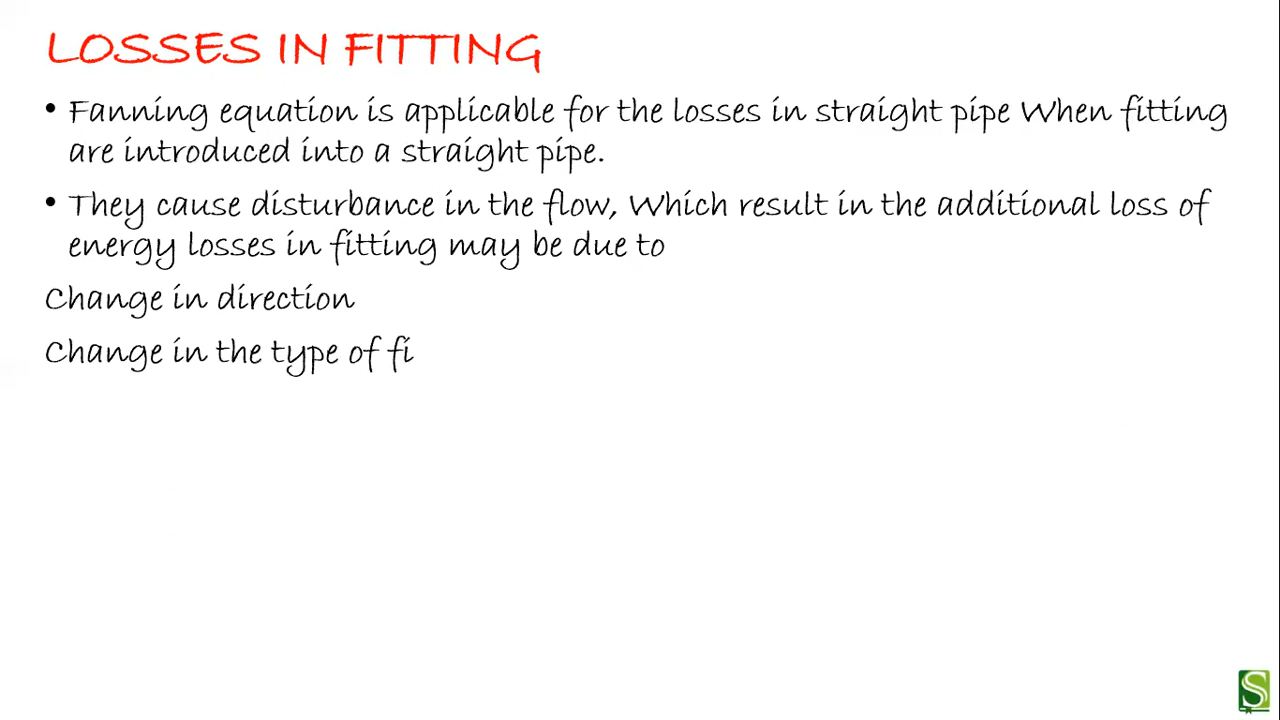 LOSSES IN FITTING
• Fanning equation is applicable for the losses in straight pipe When fitting
are introduced into a straight pipe.
• They cause disturbance in the flow, Which result in the additional loss of
energy losses in fitting may be due to
Change in direction
Change in the type of fi
S